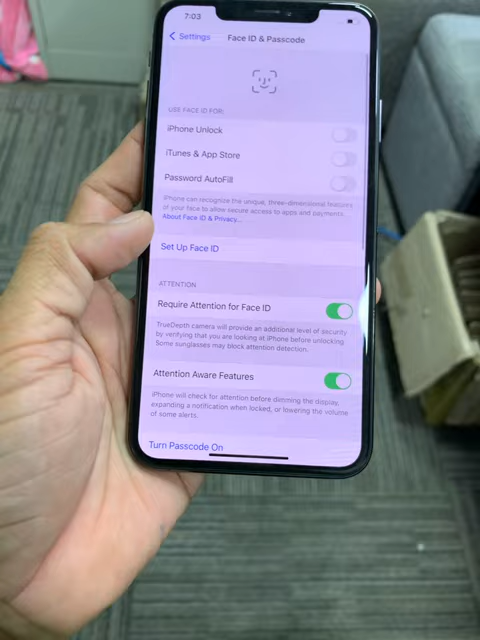 7:03
Settings
Face ID & Passcode
USE FACE ID FOR:
iPhone Unlock
iTunes & App Store
Password AutoFill
iPhone can recognize the unique, three-dimensional features
of your face to allow secure access to apps and payments.
About Face ID & Privacy...
Set Up Face ID
ATTENTION
Require Attention for Face ID
TrueDepth camera will provide an additional level of security
by verifying that you are looking at iPhone before unlocking.
Some sunglasses may block attention detection.
Attention Aware Features
iPhone will check for attention before dimming the display,
expanding a notification when locked, or lowering the volume
of some alerts.
Turn Passcode On